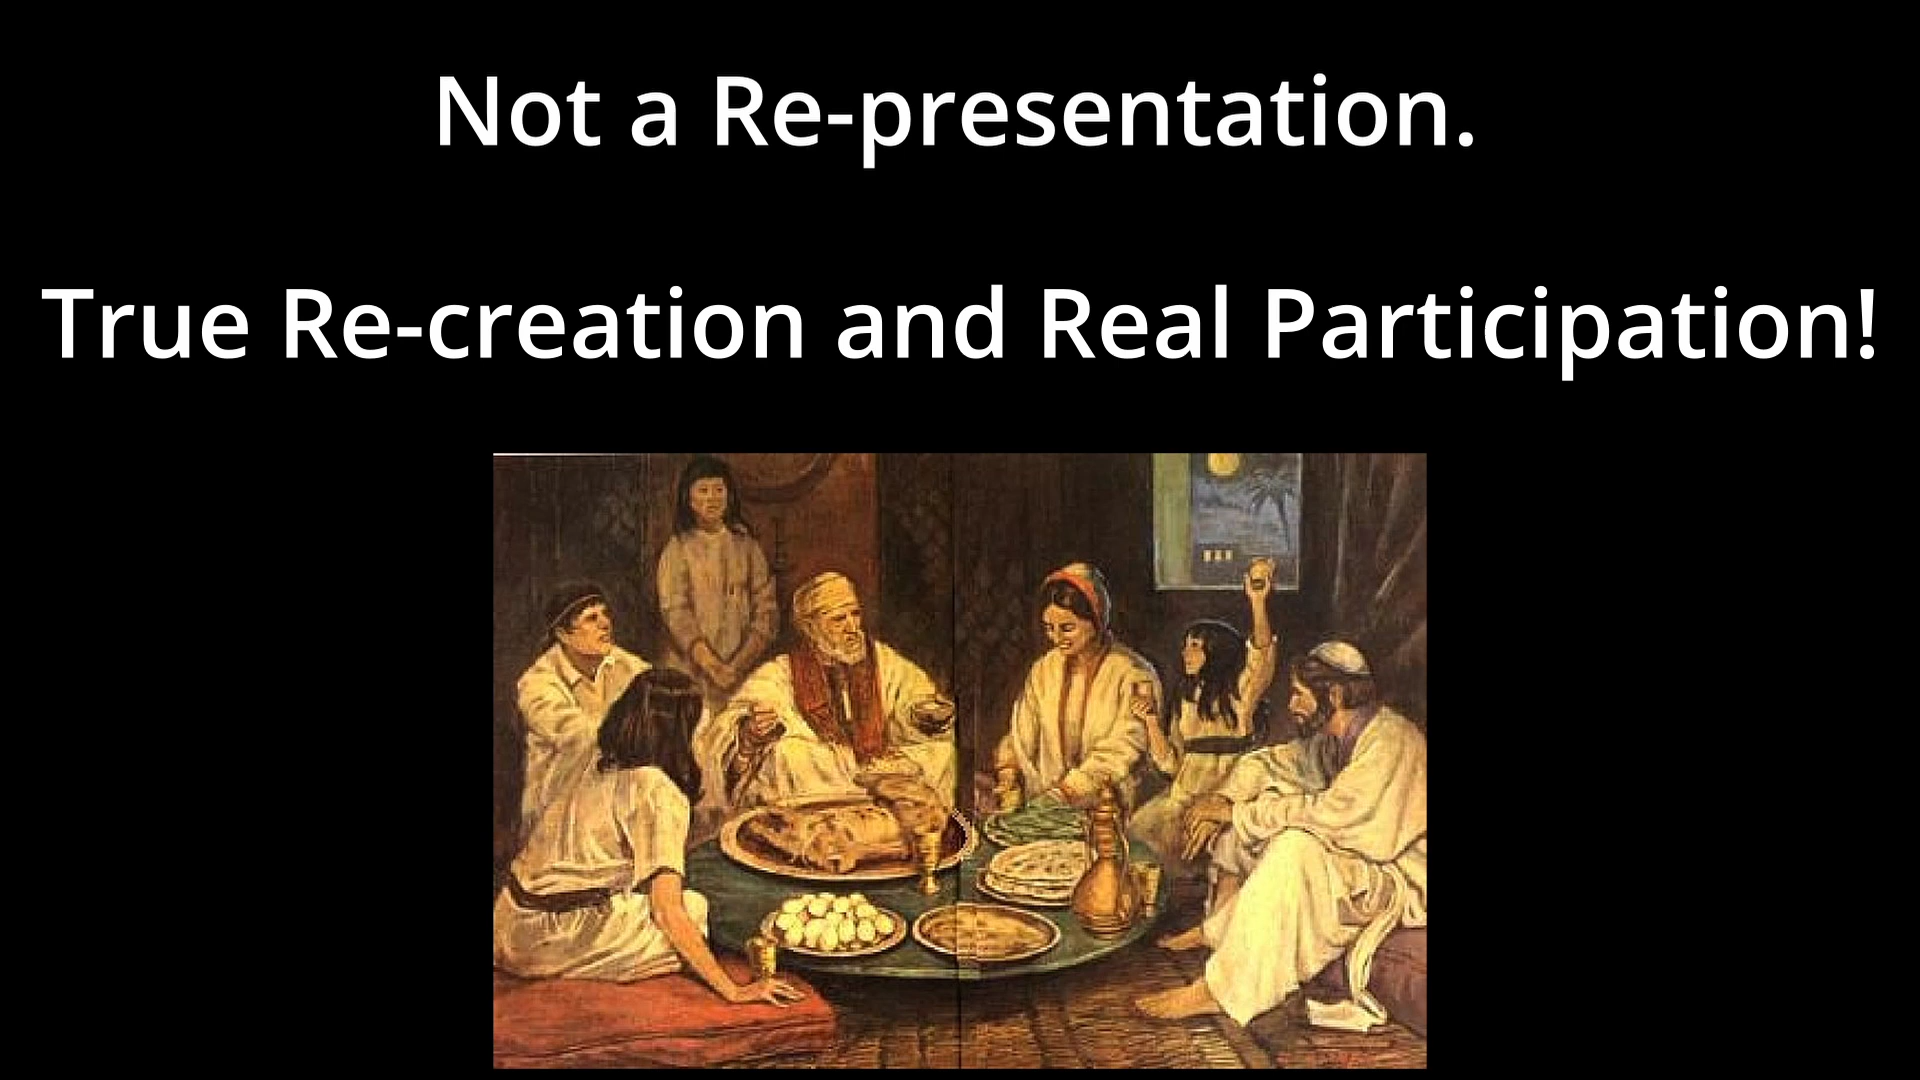 Not a Re-presentation.
True Re-creation and Real Participation!